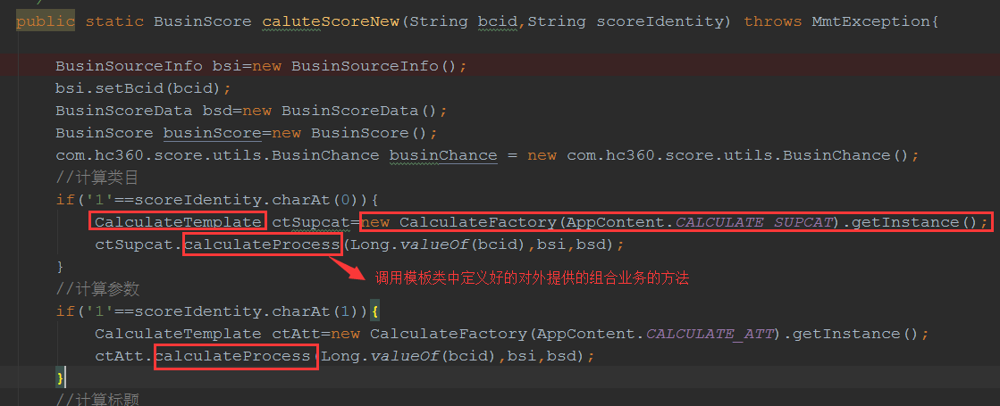 public static BusinScore caluteScoreNew(String bcid,String scoreIdentity) throws MmtException{
BusinSourceInfo bsi=new BusinSourceInfo();
bsi.setBcid(bcid);
BusinScoreData bsd=new BusinScoreData();
BusinScore businScore=new BusinScore();
com.hc360.score.utils.BusinChance businChance = new com.hc360.score.utils.BusinChance();
//计算类目
if('1'==scoreIdentity.charAt(0)){
CalculateTemplate ctSupcat=new CalculateFactory(AppContent.CALCULATE_SUPCAT).getInstance();
ctSupcat.calculateProcess(Long.valueOf(bcid),bsi,bsd);
}
调用模板类中定义好的对外提供的组合业务的方法
//计算参数
if('1'==scoreIdentity.charAt(1)){
CalculateTemplate ctAtt=new CalculateFactory(AppContent.CALCULATE_ATT).getInstance();
ctAtt.calculateProcess(Long.valueOf(bcid),bsi,bsd);
}
//计算标题